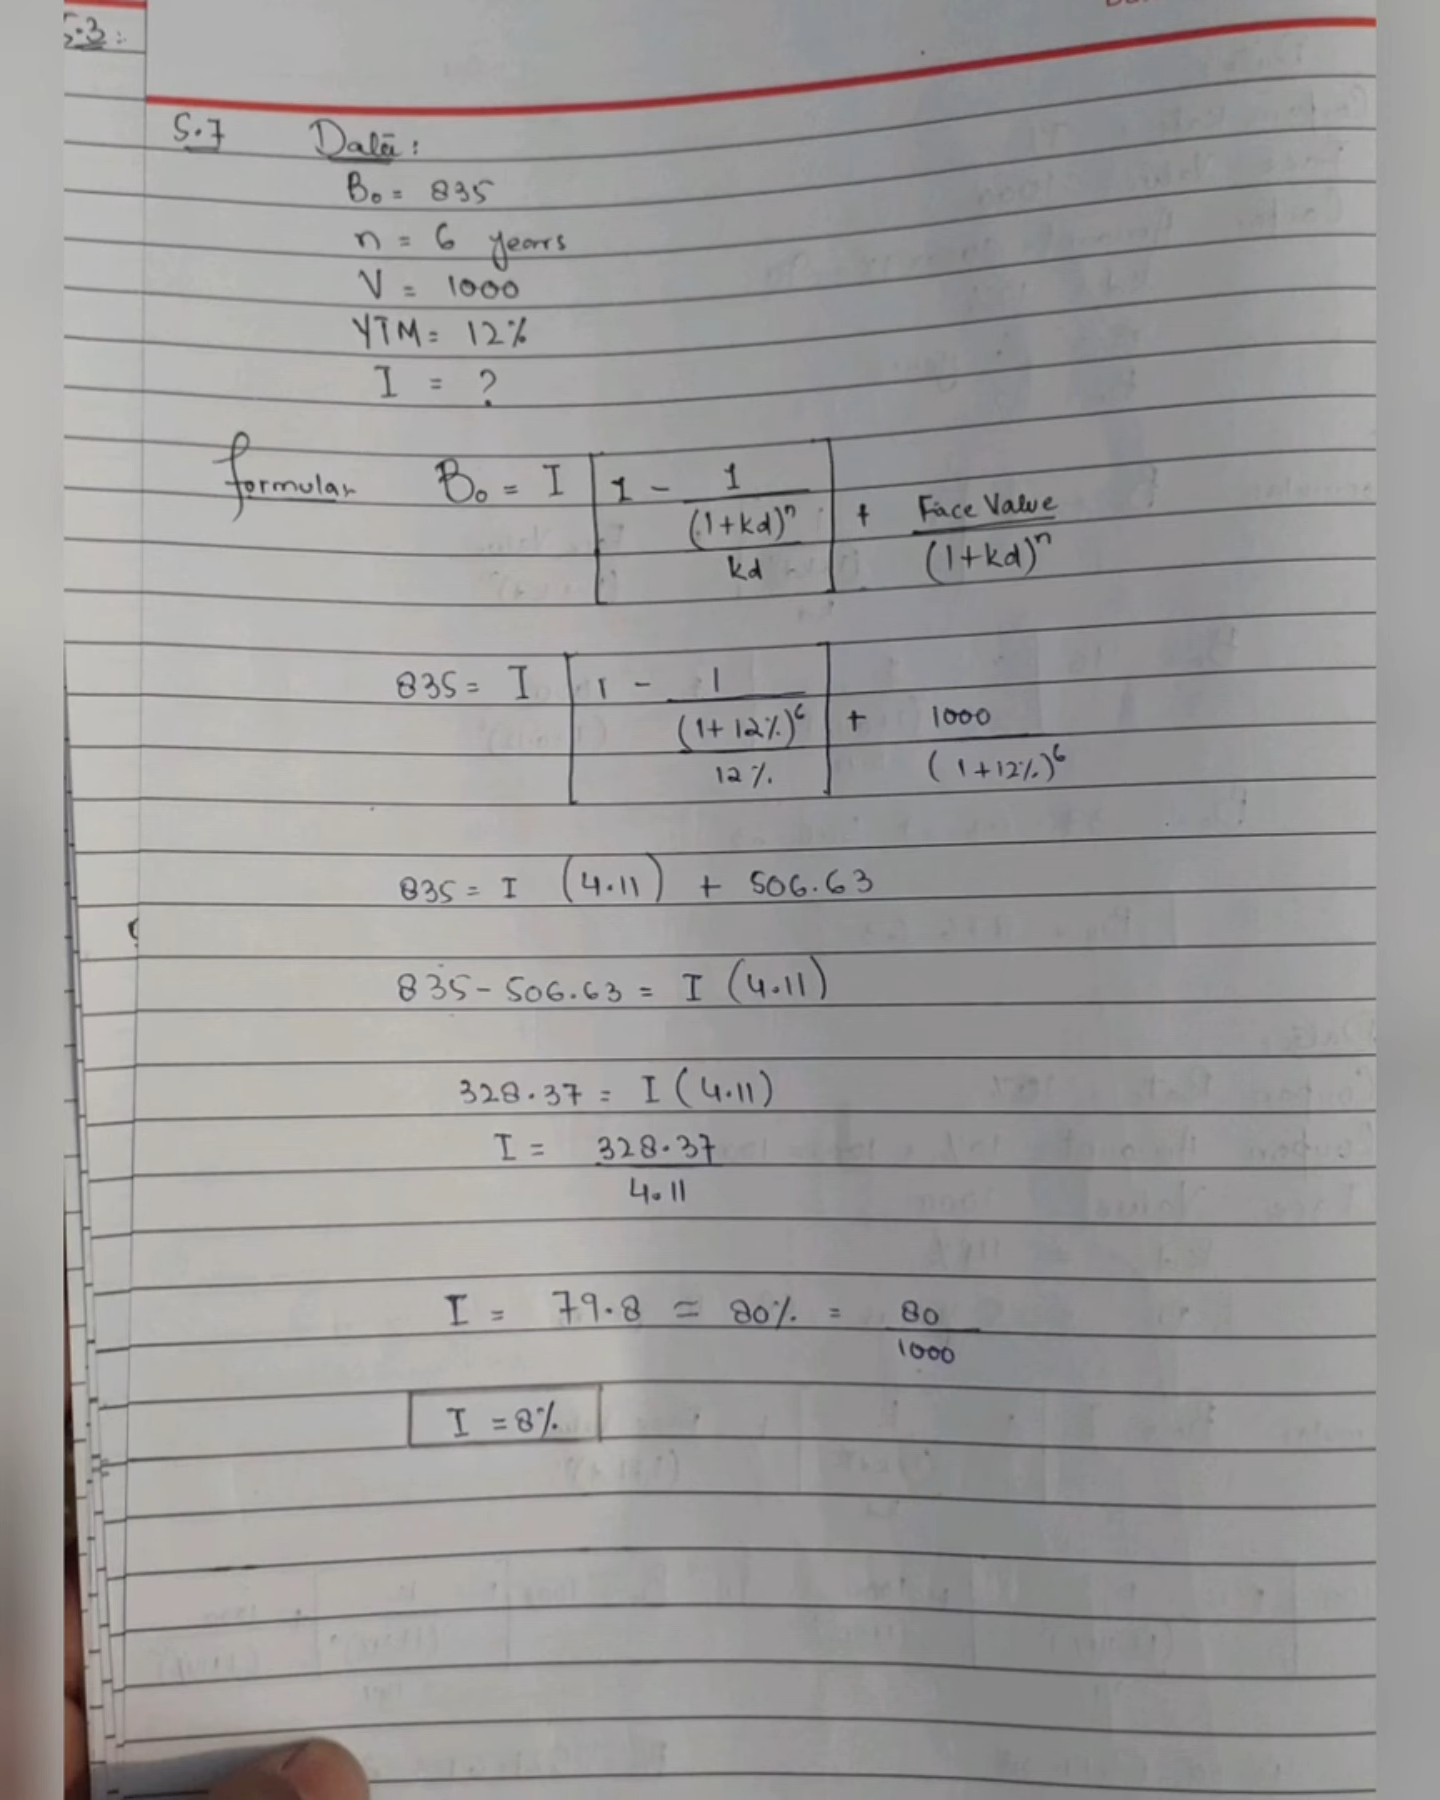 5.3:
5.7 Data:
B₀ = 835
n = 6 years
V = 1000
YTM = 12%
I = ?
formular B₀ = I [1 - 1/(1+kd)ⁿ / kd] + Face Value/(1+kd)ⁿ
835 = I [1 - 1/(1+12%)⁶ / 12%] + 1000/(1+12%)⁶
835 = I (4.11) + 506.63
835 - 506.63 = I (4.11)
328.37 = I (4.11)
I = 328.37/4.11
I = 79.8 = 80% = 80/1000
I = 8%